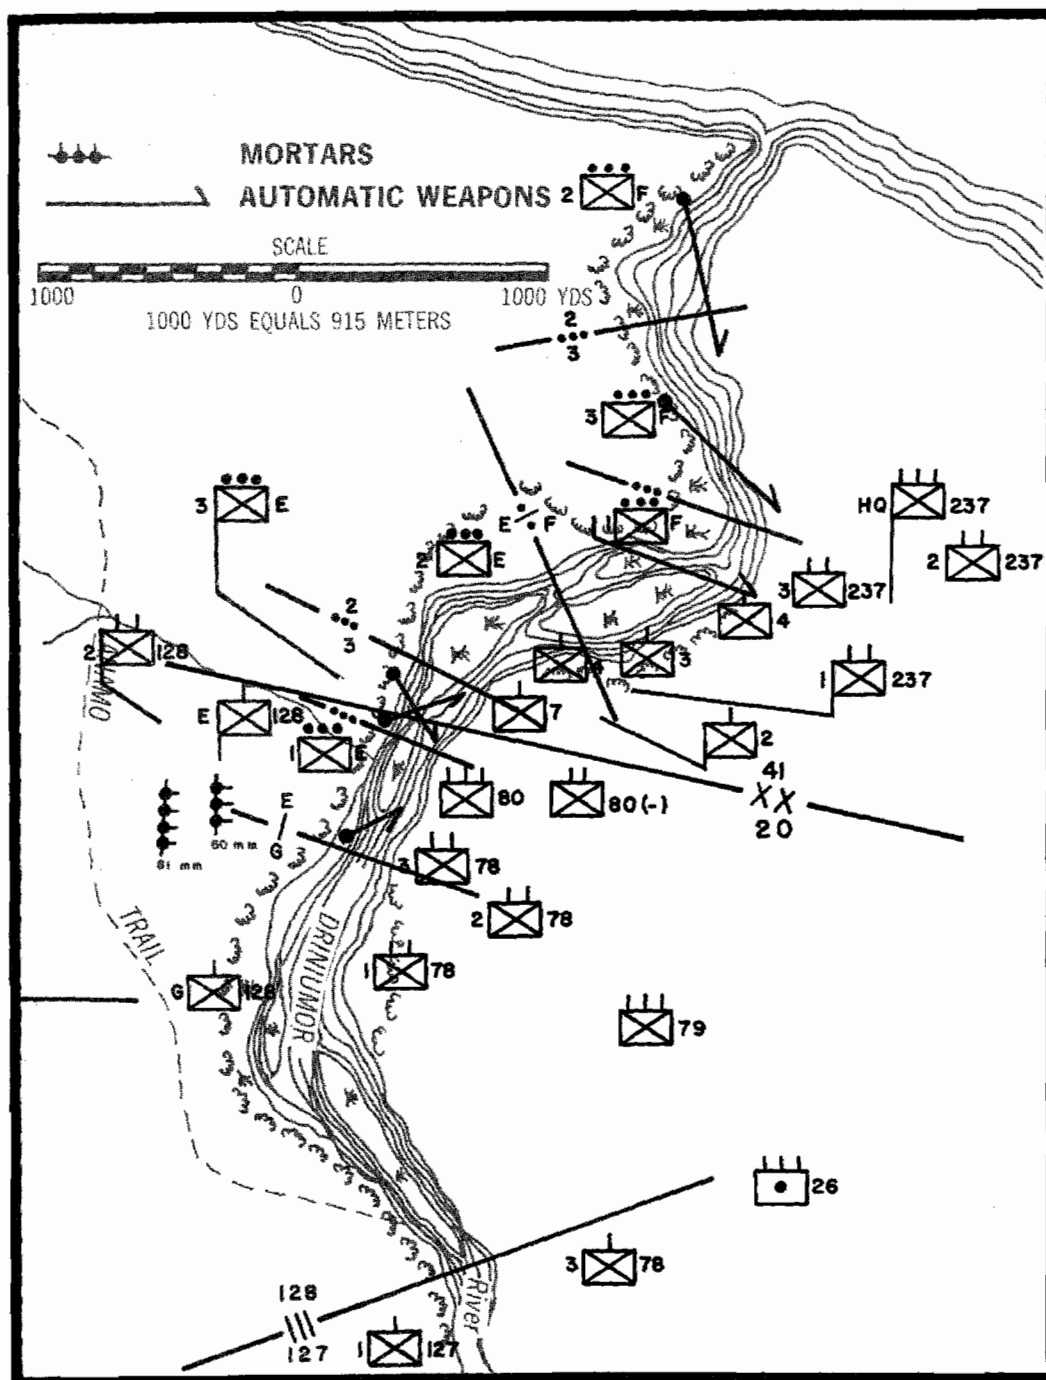 MORTARS
2 F
AUTOMATIC WEAPONS
SCALE
1000 0 1000 YDS
1000 YDS EQUALS 915 METERS
2
3
3 F
3 E
E F
F
HQ 237
2 E
2 237
3 237
2
3
4
2 128
4
3
1 237
E 128
7
2
1 E
41
XX
20
80
80(-)
E
G
60 mm
81 mm
3 78
2 78
TRAIL
DRINIUMOR
1 78
G 128
79
26
3 78
River
128
127
1 127